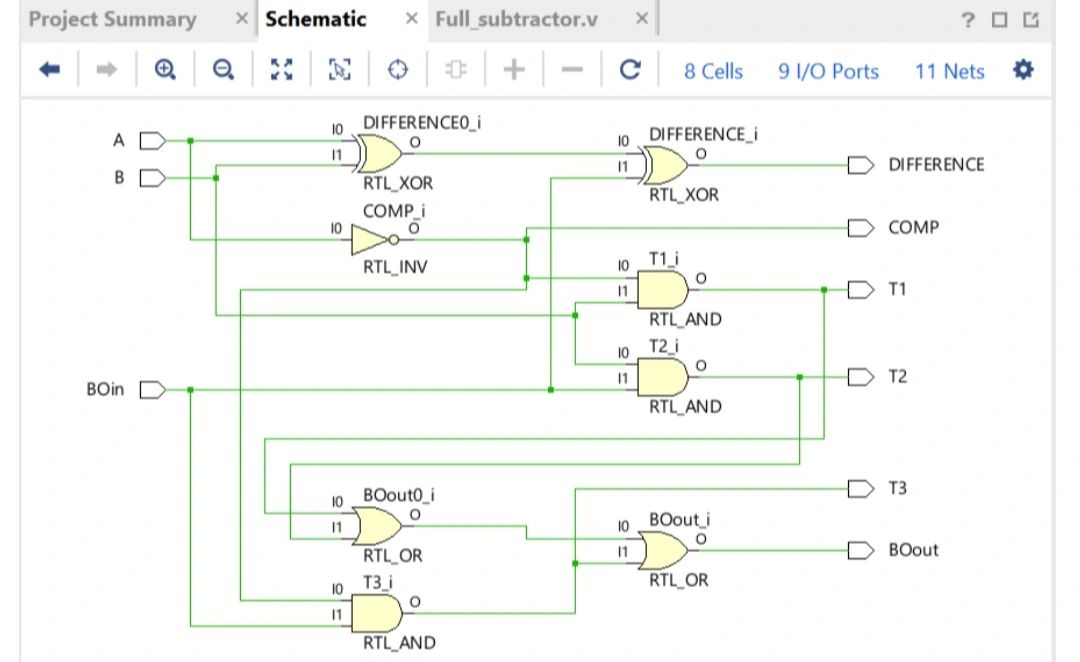 Project Summary × Schematic × Full_subtractor.v × ?
8 Cells 9 I/O Ports 11 Nets
A
B
BOin
I0 DIFFERENCE0_i
O
I1
RTL_XOR
COMP_i
I0 O
RTL_INV
I0 DIFFERENCE_i
O
I1
RTL_XOR
DIFFERENCE
COMP
I0 T1_i
O
I1
RTL_AND
T1
I0 T2_i
O
I1
RTL_AND
T2
I0 BOout0_i
O
I1
RTL_OR
I0 T3_i
O
I1
RTL_AND
T3
I0 BOout_i
O
I1
RTL_OR
BOout